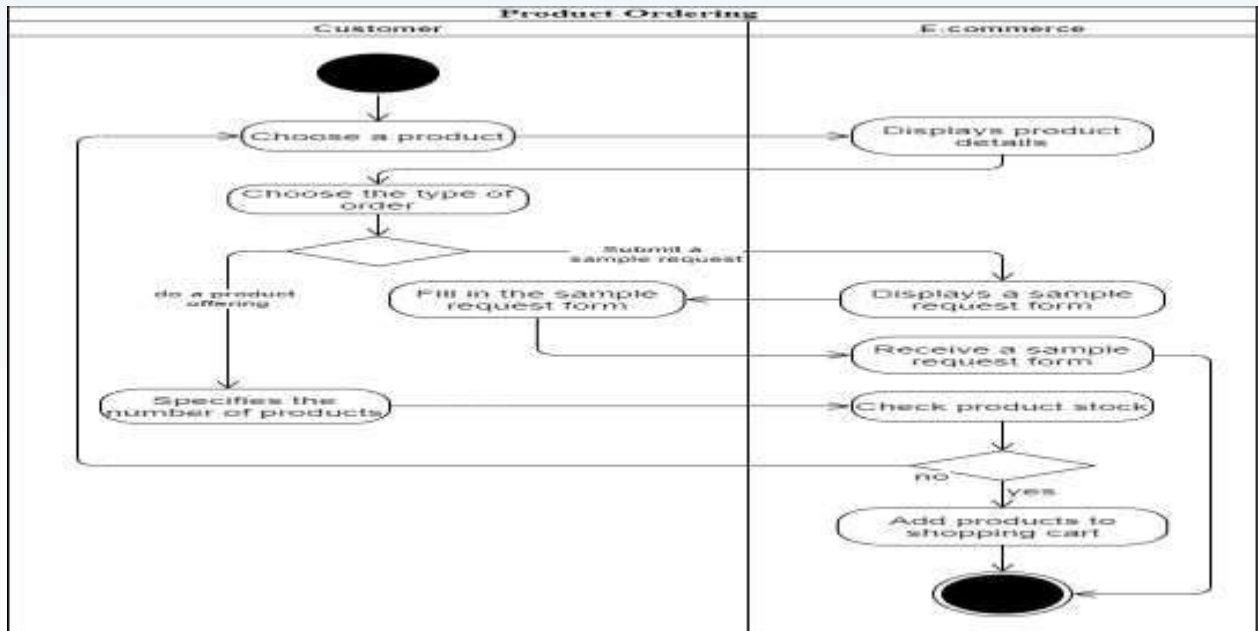 Product Ordering
Customer
E-commerce
Choose a product
Displays product
details
Choose the type of
order
Submit a
sample request
do a product
offering
Fill in the sample
request form
Displays a sample
request form
Receive a sample
request form
Specifies the
number of products
Check product stock
no
yes
Add products to
shopping cart